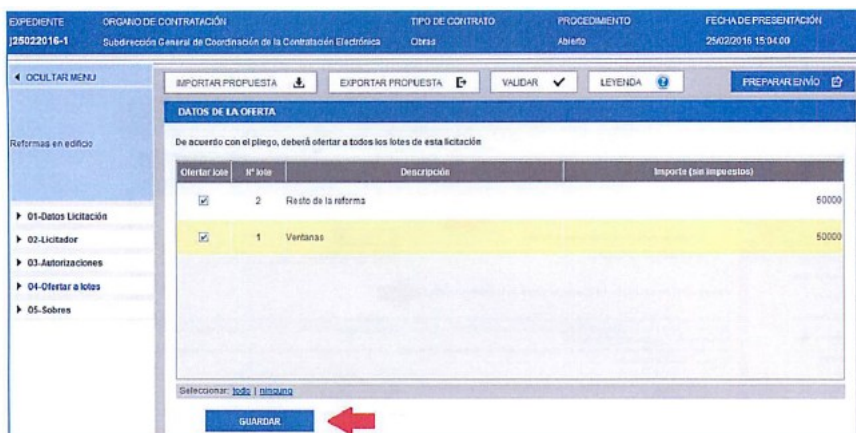 EXPEDIENTE ORGANO DE CONTRATACIÓN TIPO DE CONTRATO PROCEDIMIENTO FECHA DE PRESENTACIÓN
J25022016-1 Subdirección General de Coordinación de la Contratación Electrónica Obras Abierto 25/02/2016 15:04:00
OCULTAR MENU
IMPORTAR PROPUESTA EXPORTAR PROPUESTA VALIDAR LEYENDA PREPARAR ENVÍO
DATOS DE LA OFERTA
Reformas en edificio
De acuerdo con el pliego, deberá ofertar a todos los lotes de esta licitación
Ofertar lote Nº lote Descripción Importe (sin impuestos)
2 Resto de la reforma 50000
1 Ventanas 50000
01-Datos Licitación
02-Licitador
03-Autorizaciones
04-Ofertar a lotes
05-Sobres
Seleccionar: todo | ninguno
GUARDAR